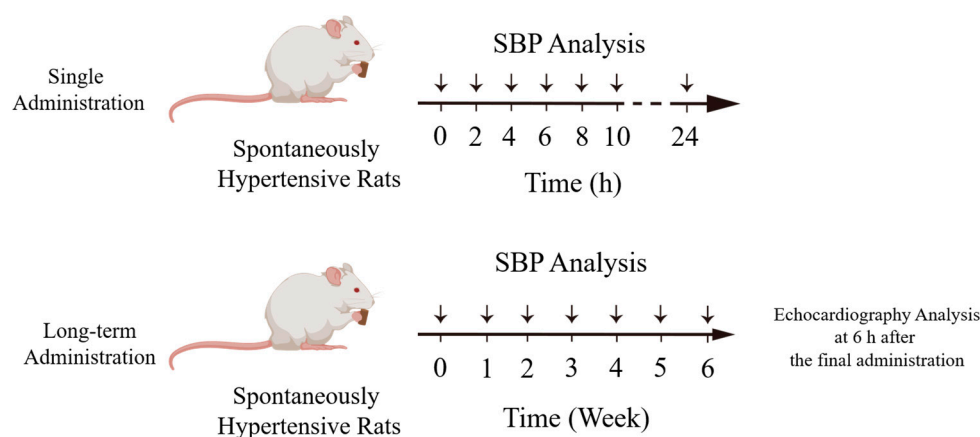 SBP Analysis
Single
Administration
0 2 4 6 8 10 24
Spontaneously
Hypertensive Rats
Time (h)
SBP Analysis
Long-term
Administration
Echocardiography Analysis
at 6 h after
the final administration
0 1 2 3 4 5 6
Spontaneously
Hypertensive Rats
Time (Week)